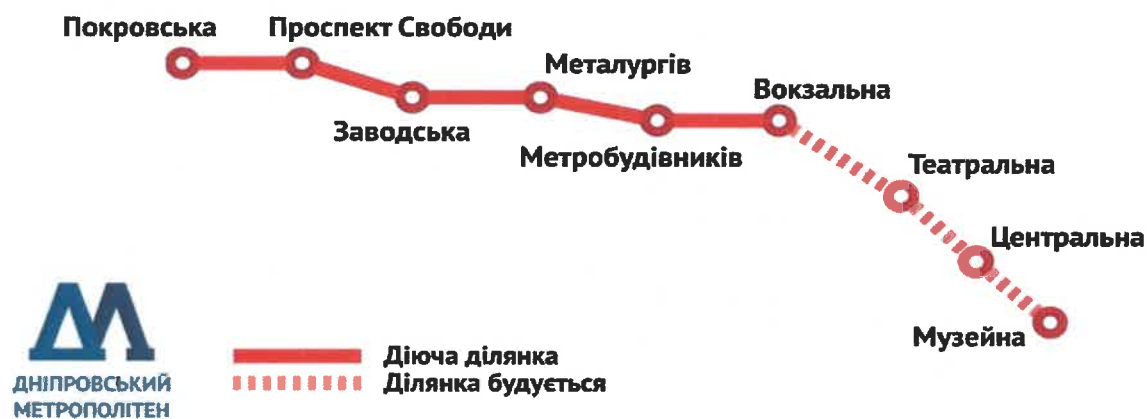 Покровська
Проспект Свободи
Заводська
Металургів
Метробудівників
Вокзальна
Театральна
Центральна
Музейна
ДНІПРОВСЬКИЙ
МЕТРОПОЛІТЕН
Діюча ділянка
Ділянка будується